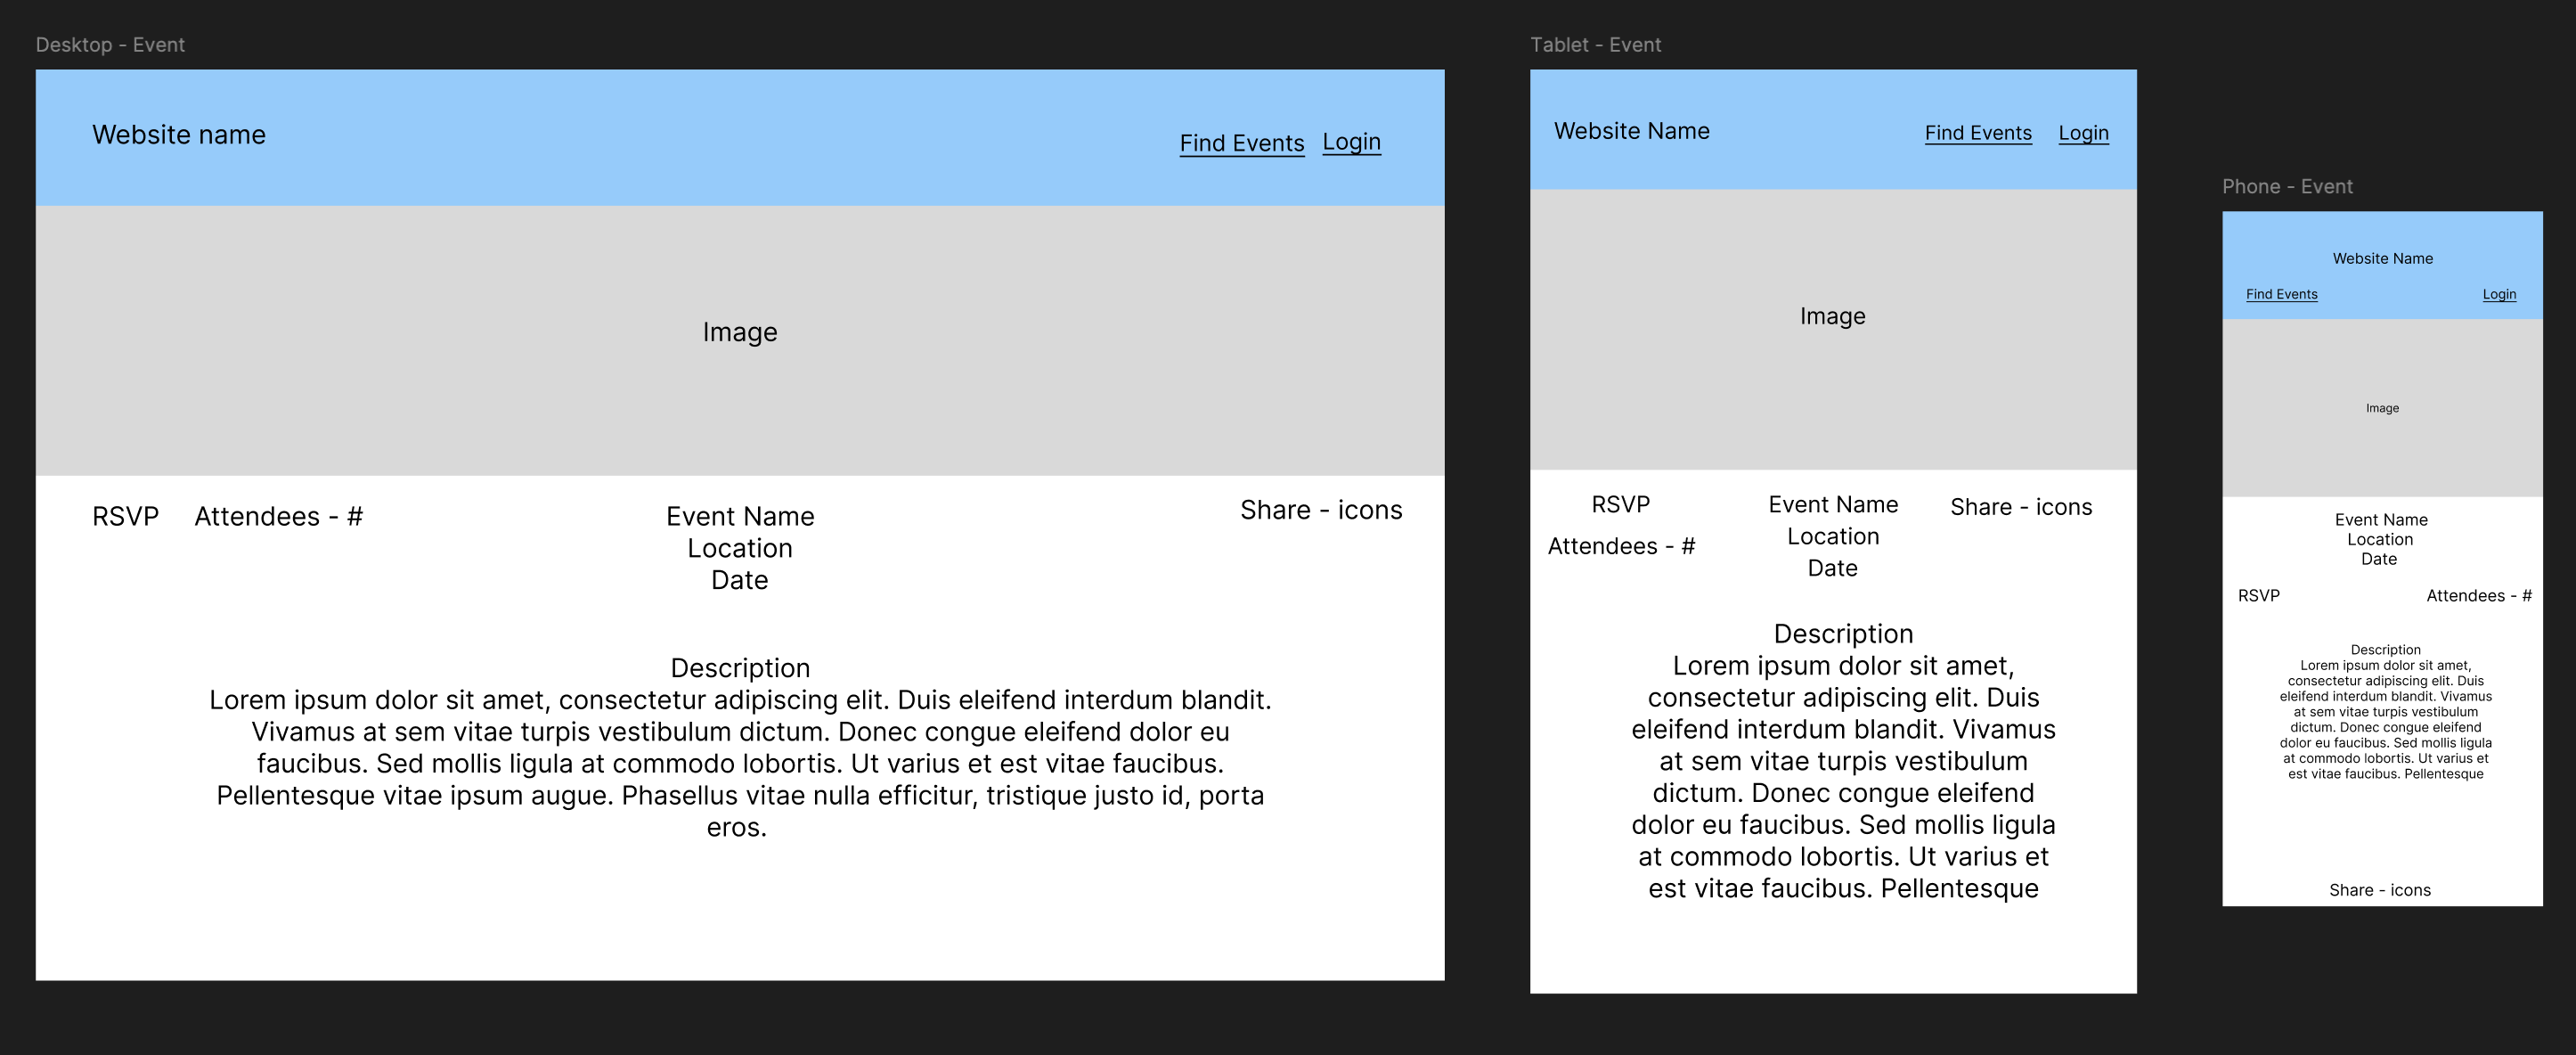 Desktop - Event
Website name
Find Events
Login
Image
RSVP
Attendees - #
Event Name
Location
Date
Share - icons
Description
Lorem ipsum dolor sit amet, consectetur adipiscing elit. Duis eleifend interdum blandit.
Vivamus at sem vitae turpis vestibulum dictum. Donec congue eleifend dolor eu
faucibus. Sed mollis ligula at commodo lobortis. Ut varius et est vitae faucibus.
Pellentesque vitae ipsum augue. Phasellus vitae nulla efficitur, tristique justo id, porta
eros.
Tablet - Event
Website Name
Find Events
Login
Image
RSVP
Attendees - #
Event Name
Location
Date
Share - icons
Description
Lorem ipsum dolor sit amet,
consectetur adipiscing elit. Duis
eleifend interdum blandit. Vivamus
at sem vitae turpis vestibulum
dictum. Donec congue eleifend
dolor eu faucibus. Sed mollis ligula
at commodo lobortis. Ut varius et
est vitae faucibus. Pellentesque
Phone - Event
Website Name
Find Events
Login
Image
Event Name
Location
Date
RSVP
Attendees - #
Description
Lorem ipsum dolor sit amet,
consectetur adipiscing elit. Duis
eleifend interdum blandit. Vivamus
at sem vitae turpis vestibulum
dictum. Donec congue eleifend
dolor eu faucibus. Sed mollis ligula
at commodo lobortis. Ut varius et
est vitae faucibus. Pellentesque
Share - icons